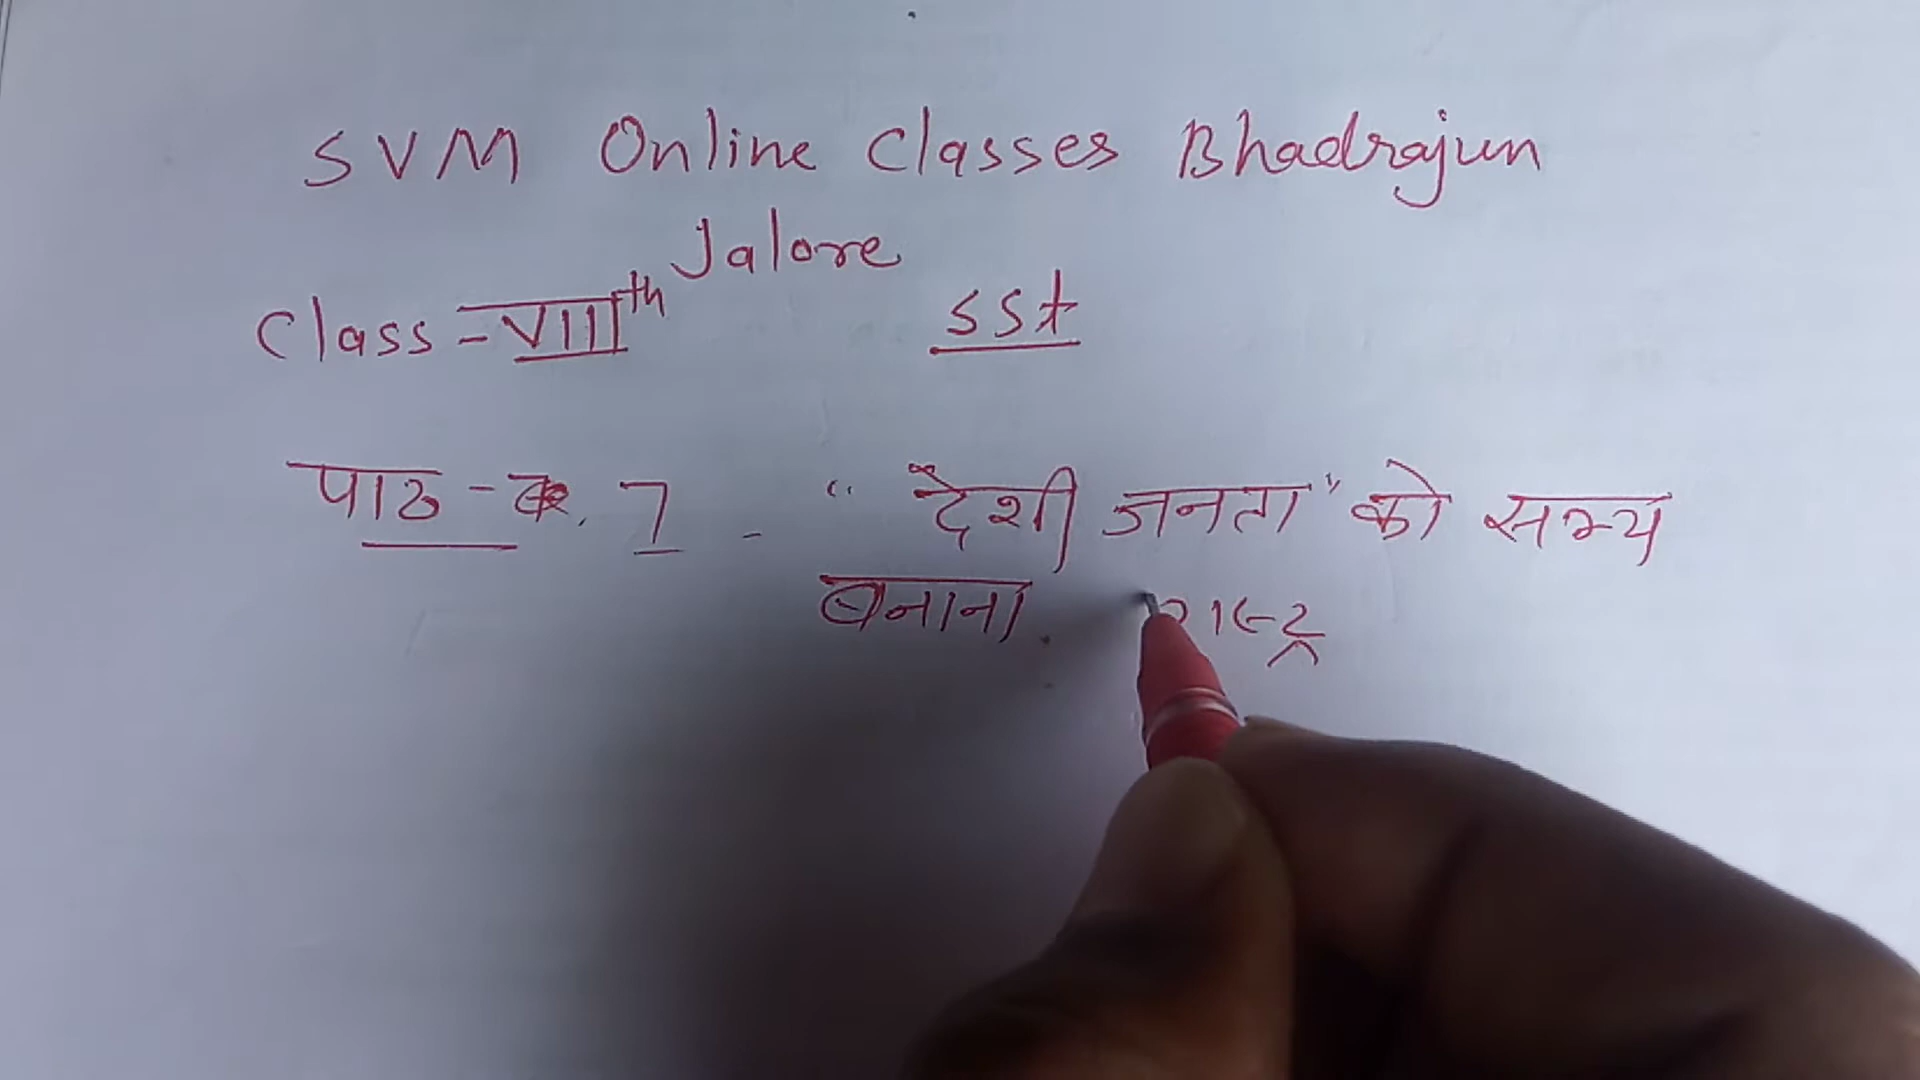 SVM Online Classes Bhadrajun
Jalore
Class - VIIIth SSt
पाठ - क्र. 7 - "देशी जनता" को सभ्य
बनाना